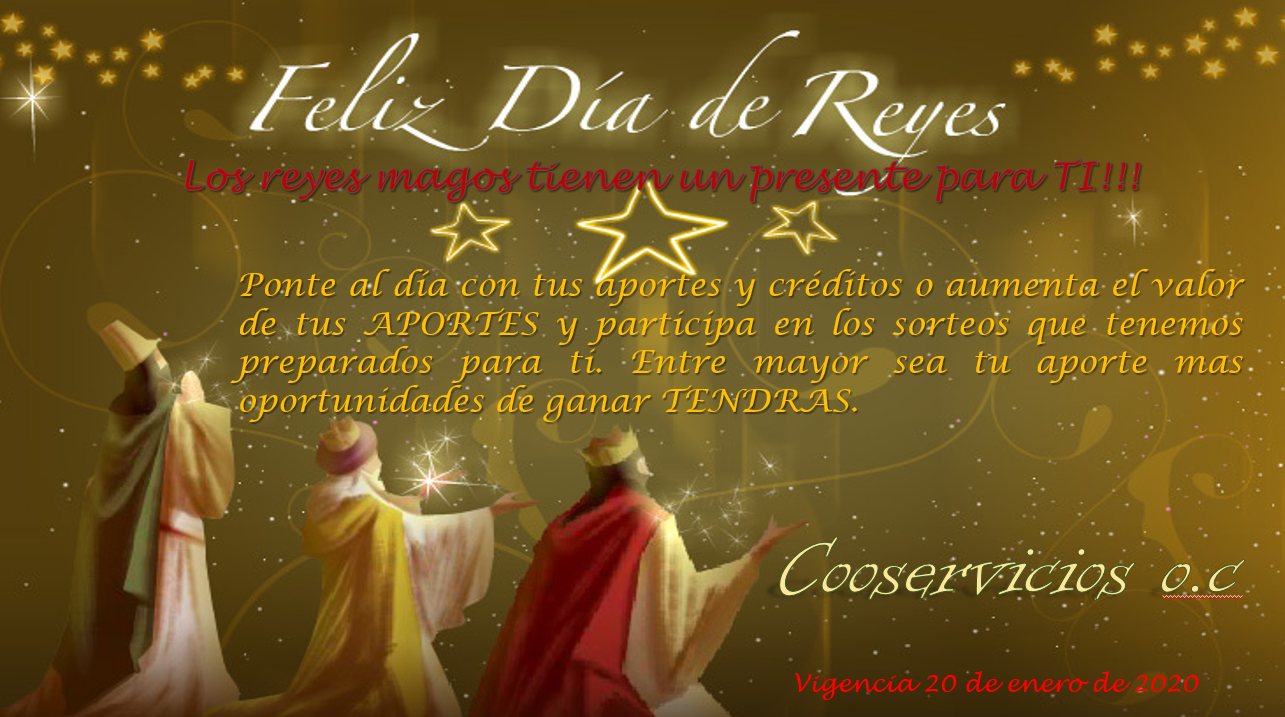 Feliz Día de Reyes
Los reyes magos tienen un presente para TI!!!
Ponte al día con tus aportes y créditos o aumenta el valor
de tus APORTES y participa en los sorteos que tenemos
preparados para ti. Entre mayor sea tu aporte mas
oportunidades de ganar TENDRAS.
Cooservicios o.c
Vigencia 20 de enero de 2020